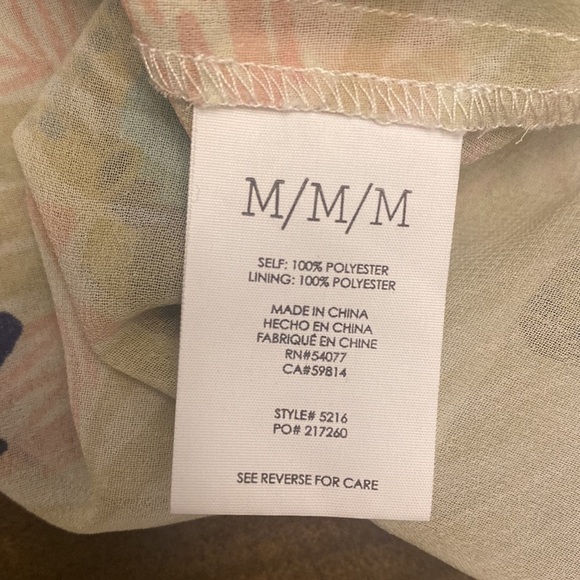 M/M/M
SELF: 100% POLYESTER
LINING: 100% POLYESTER
MADE IN CHINA
HECHO EN CHINA
FABRIQUÉ EN CHINE
RN#54077
CA#59814
STYLE# 5216
PO# 217260
SEE REVERSE FOR CARE